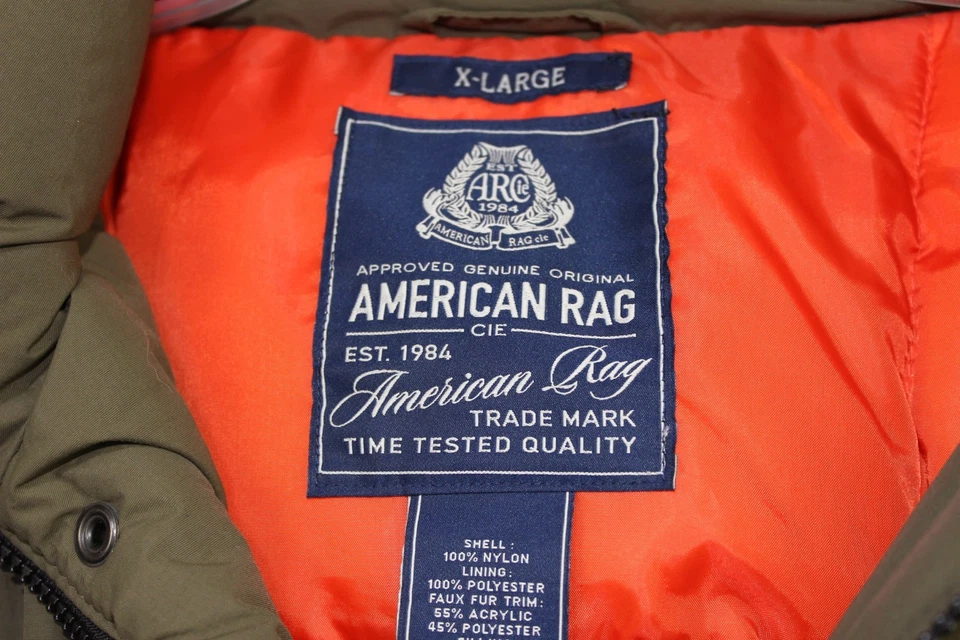 X-LARGE
EST
ARCie
1984
AMERICAN RAG cie
APPROVED GENUINE ORIGINAL
AMERICAN RAG
CIE
EST. 1984
American Rag
TRADE MARK
TIME TESTED QUALITY
SHELL :
100% NYLON
LINING :
100% POLYESTER
FAUX FUR TRIM:
55% ACRYLIC
45% POLYESTER